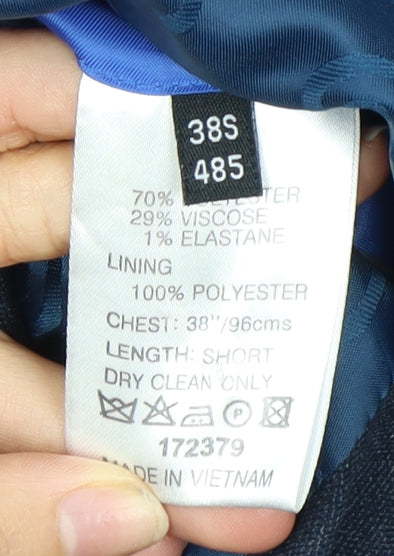 38S
485
70% POLYESTER
29% VISCOSE
1% ELASTANE
LINING
100% POLYESTER
CHEST: 38"/96cms
LENGTH: SHORT
DRY CLEAN ONLY
P
172379
MADE IN VIETNAM